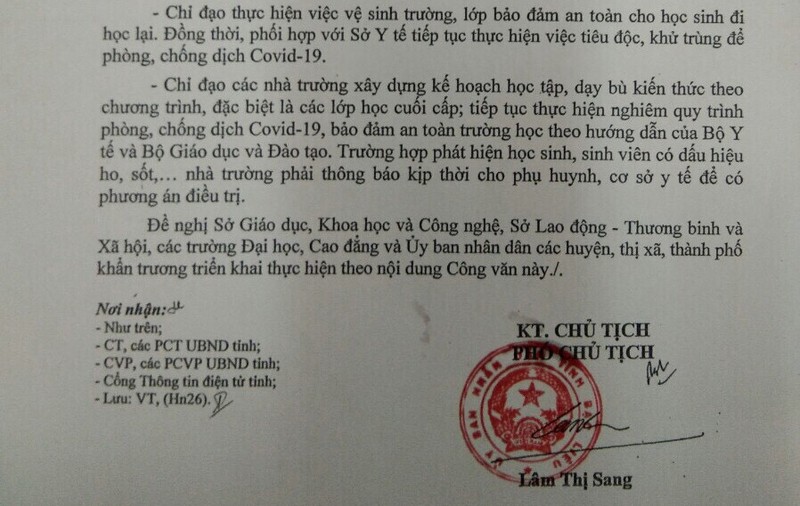 - Chỉ đạo thực hiện việc vệ sinh trường, lớp bảo đảm an toàn cho học sinh đi
học lại. Đồng thời, phối hợp với Sở Y tế tiếp tục thực hiện việc tiêu độc, khử trùng để
phòng, chống dịch Covid-19.
- Chỉ đạo các nhà trường xây dựng kế hoạch học tập, dạy bù kiến thức theo
chương trình, đặc biệt là các lớp học cuối cấp; tiếp tục thực hiện nghiêm quy trình
phòng, chống dịch Covid-19, bảo đảm an toàn trường học theo hướng dẫn của Bộ Y
tế và Bộ Giáo dục và Đào tạo. Trường hợp phát hiện học sinh, sinh viên có dấu hiệu
ho, sốt,... nhà trường phải thông báo kịp thời cho phụ huynh, cơ sở y tế để có
phương án điều trị.
Đề nghị Sở Giáo dục, Khoa học và Công nghệ, Sở Lao động - Thương binh và
Xã hội, các trường Đại học, Cao đẳng và Ủy ban nhân dân các huyện, thị xã, thành phố
khẩn trương triển khai thực hiện theo nội dung Công văn này./.
Nơi nhận:
- Như trên;
- CT, các PCT UBND tỉnh;
- CVP, các PCVP UBND tỉnh;
- Cổng Thông tin điện tử tỉnh;
- Lưu: VT, (Hn26).
KT. CHỦ TỊCH
PHÓ CHỦ TỊCH
ỦY BAN NHÂN DÂN TỈNH BẠC LIÊU
Lâm Thị Sang